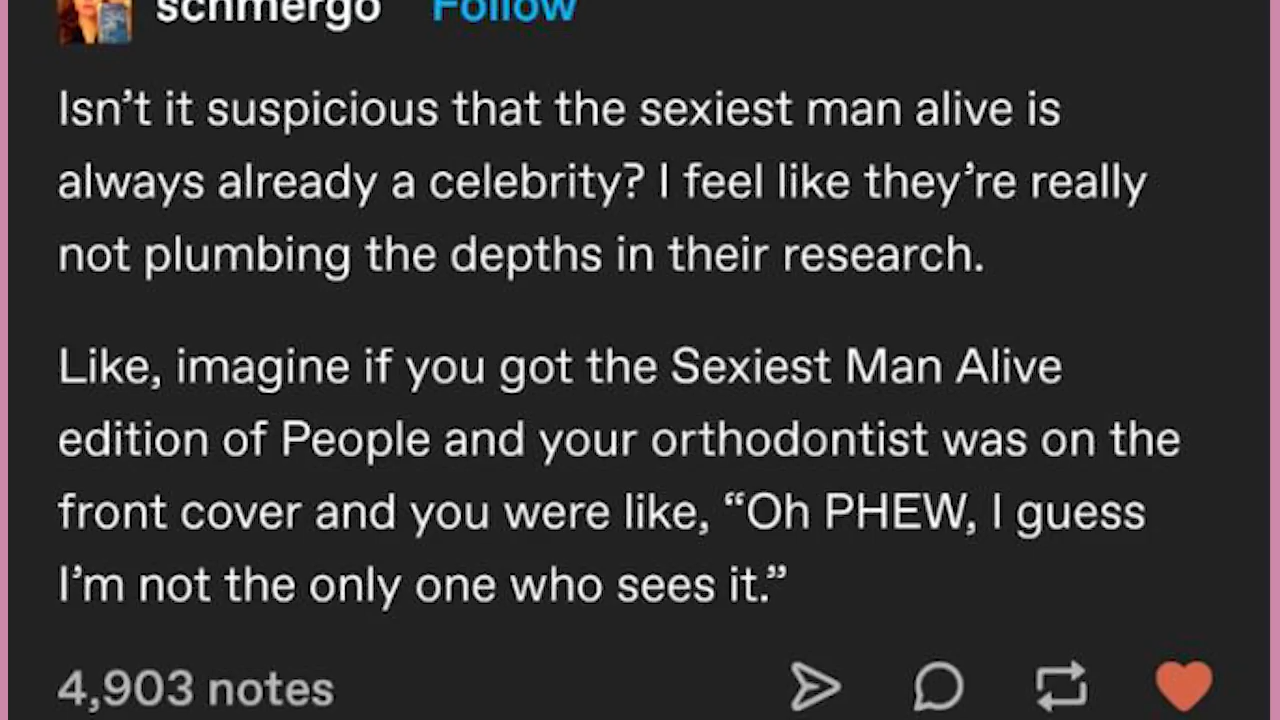 schmergo Follow
Isn’t it suspicious that the sexiest man alive is
always already a celebrity? I feel like they’re really
not plumbing the depths in their research.
Like, imagine if you got the Sexiest Man Alive
edition of People and your orthodontist was on the
front cover and you were like, “Oh PHEW, I guess
I’m not the only one who sees it.”
4,903 notes